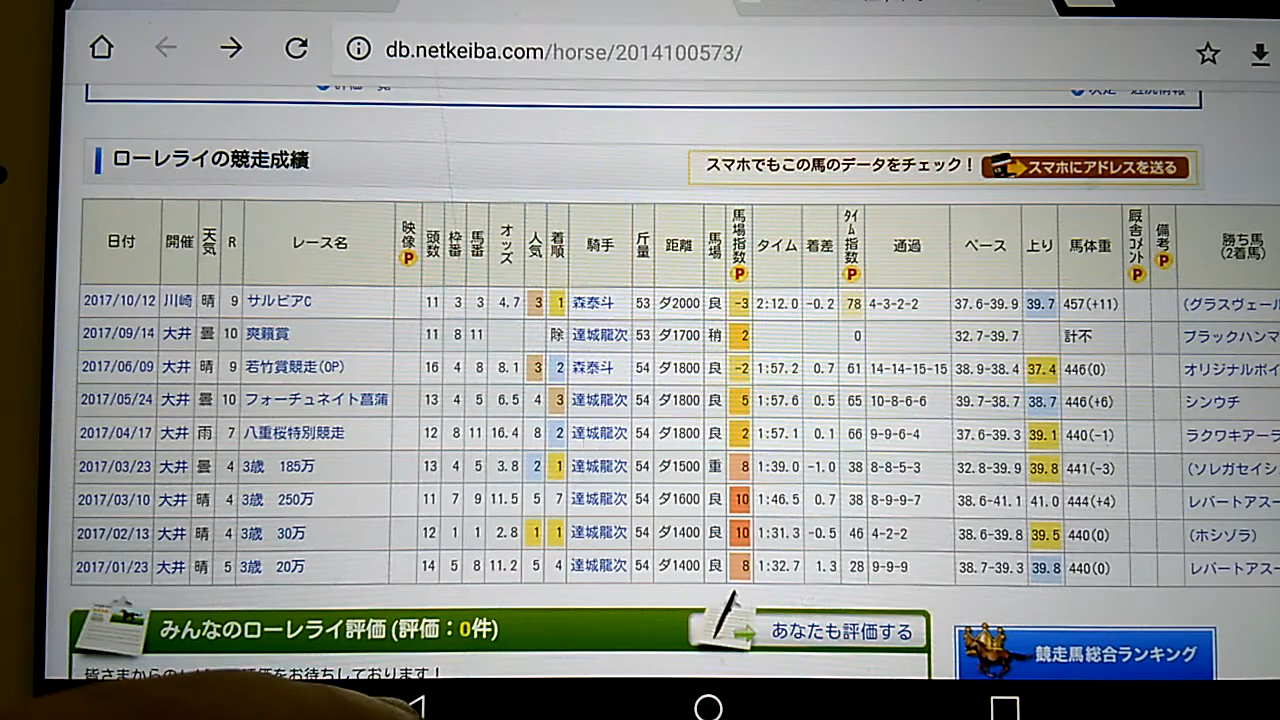 db.netkeiba.com/horse/2014100573/
ローレライの競走成績
スマホでもこの馬のデータをチェック! スマホにアドレスを送る
日付 開催 天気 R レース名 映像 P 頭数 枠番 馬番 オッズ 人気 着順 騎手 斤量 距離 馬場 馬場指数 P タイム 着差 タイム指数 P 通過 ペース 上り 馬体重 厩舎コメント P 備考 P 勝ち馬 (2着馬)
2017/10/12 川崎 晴 9 サルビアC 11 3 3 4.7 3 1 森泰斗 53 ダ2000 良 -3 2:12.0 -0.2 78 4-3-2-2 37.6-39.9 39.7 457(+11) (グラスヴェール
2017/09/14 大井 曇 10 爽籟賞 11 8 11 除 達城龍次 53 ダ1700 稍 2 0 32.7-39.7 計不 ブラックハンマ
2017/06/09 大井 晴 9 若竹賞競走(OP) 16 4 8 8.1 3 2 森泰斗 54 ダ1800 良 -2 1:57.2 0.7 61 14-14-15-15 38.9-38.4 37.4 446(0) オリジナルボイ
2017/05/24 大井 曇 10 フォーチュネイト菖蒲 13 4 5 6.5 4 3 達城龍次 54 ダ1800 良 5 1:57.6 0.5 65 10-8-6-6 39.7-38.7 38.7 446(+6) シンウチ
2017/04/17 大井 雨 7 八重桜特別競走 12 8 11 16.4 8 2 達城龍次 54 ダ1800 良 2 1:57.1 0.1 66 9-9-6-4 37.6-39.3 39.1 440(-1) ラクワキアーラ
2017/03/23 大井 曇 4 3歳 185万 13 4 5 3.8 2 1 達城龍次 54 ダ1500 重 8 1:39.0 -1.0 38 8-8-5-3 32.8-39.9 39.8 441(-3) (ソレガセイシ
2017/03/10 大井 晴 4 3歳 250万 11 7 9 11.5 5 7 達城龍次 54 ダ1600 良 10 1:46.5 0.7 38 8-9-9-7 38.6-41.1 41.0 444(+4) レバートアス
2017/02/13 大井 晴 4 3歳 30万 12 1 1 2.8 1 1 達城龍次 54 ダ1400 良 10 1:31.3 -0.5 46 4-2-2 38.6-39.8 39.5 440(0) (ホシゾラ)
2017/01/23 大井 晴 5 3歳 20万 14 5 8 11.2 5 4 達城龍次 54 ダ1400 良 8 1:32.7 1.3 28 9-9-9 38.7-39.3 39.8 440(0) レバートアス
みんなのローレライ評価 (評価:0件) あなたも評価する
競走馬総合ランキング
をお待ちしております!